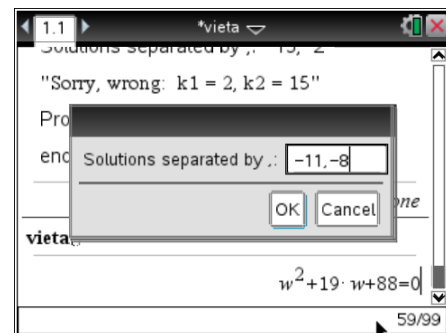 1.1
*vieta
Solutions separated by ,: 15, 2
"Sorry, wrong: k1 = 2, k2 = 15"
Pro
Solutions separated by ,: -11,-8
enc
OK Cancel
one
vieta
w²+19· w+88=0
59/99